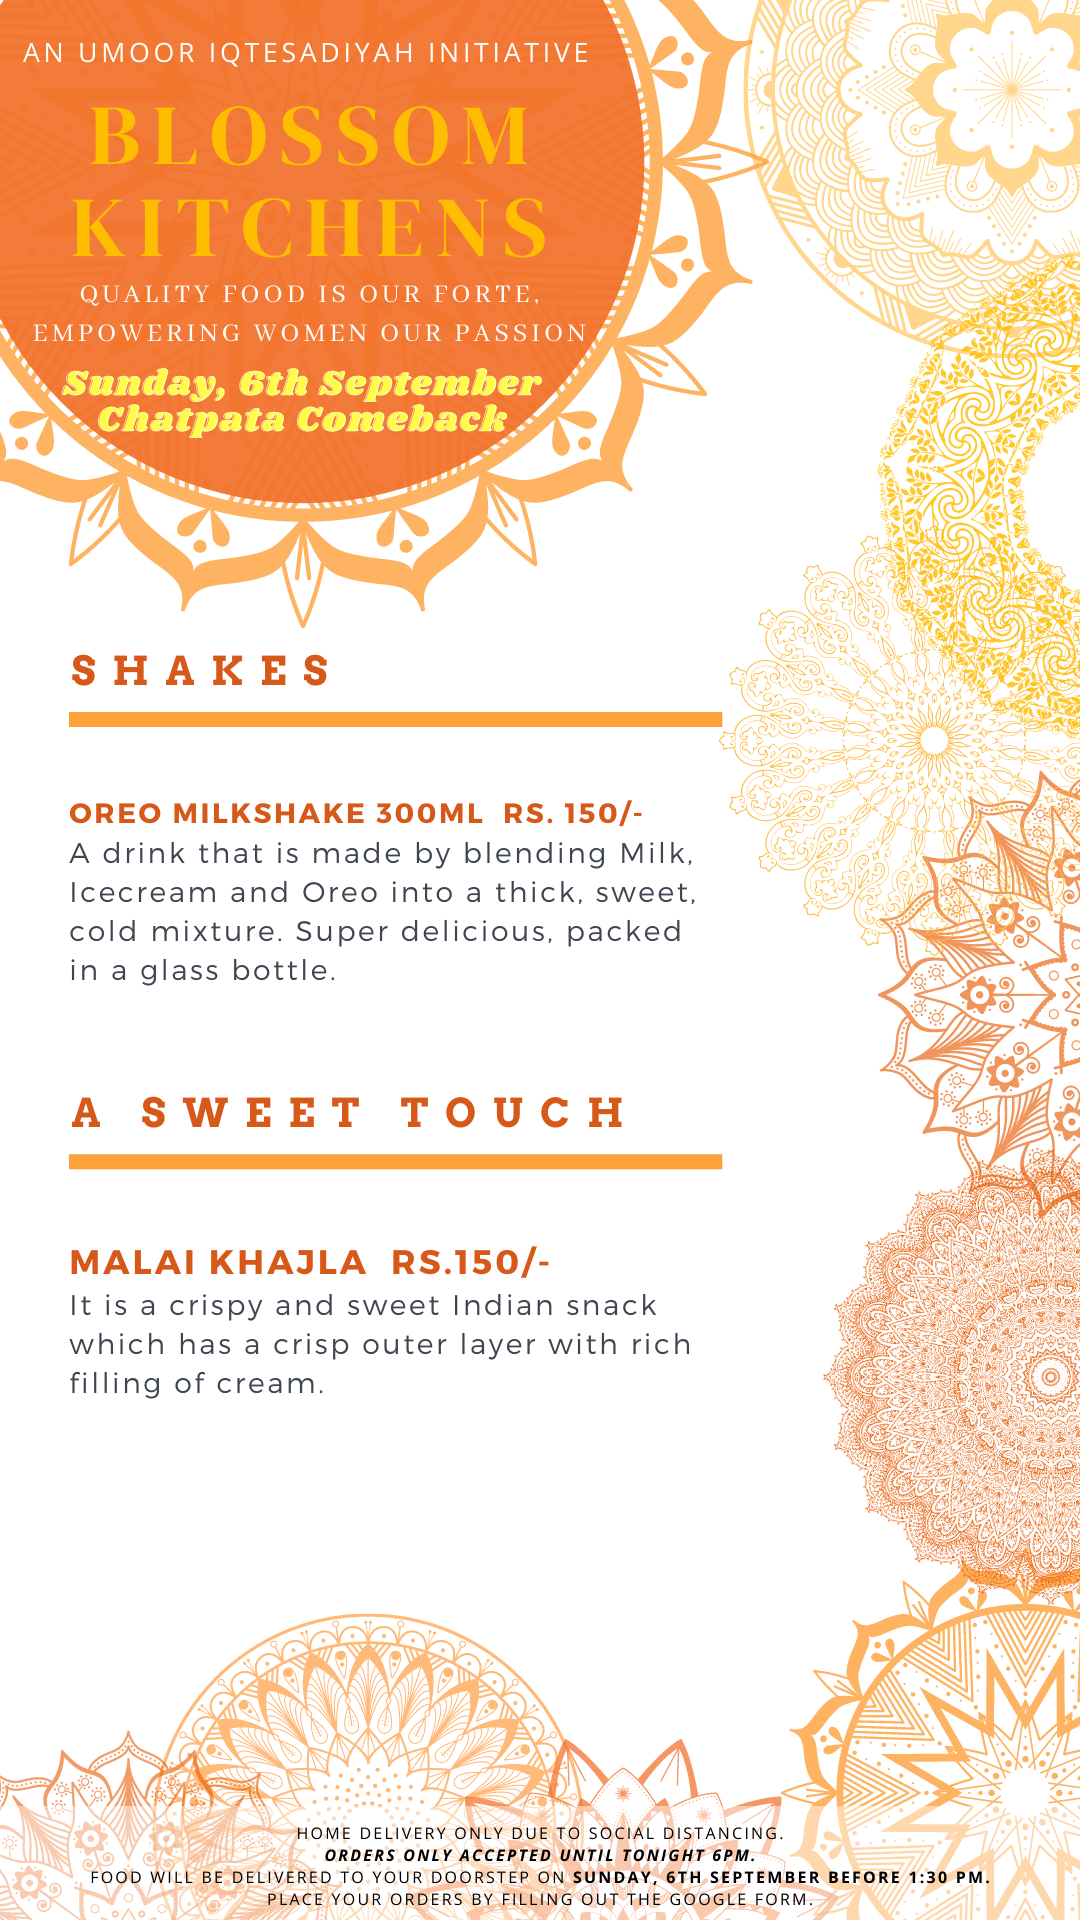 AN UMOOR IQTESADIYAH INITIATIVE
BLOSSOM
KITCHENS
QUALITY FOOD IS OUR FORTE,
EMPOWERING WOMEN OUR PASSION
Sunday, 6th September
Chatpata Comeback
SHAKES
OREO MILKSHAKE 300ML RS. 150/-
A drink that is made by blending Milk,
Icecream and Oreo into a thick, sweet,
cold mixture. Super delicious, packed
in a glass bottle.
A SWEET TOUCH
MALAI KHAJLA RS.150/-
It is a crispy and sweet Indian snack
which has a crisp outer layer with rich
filling of cream.
HOME DELIVERY ONLY DUE TO SOCIAL DISTANCING.
ORDERS ONLY ACCEPTED UNTIL TONIGHT 6PM.
FOOD WILL BE DELIVERED TO YOUR DOORSTEP ON SUNDAY, 6TH SEPTEMBER BEFORE 1:30 PM.
PLACE YOUR ORDERS BY FILLING OUT THE GOOGLE FORM.